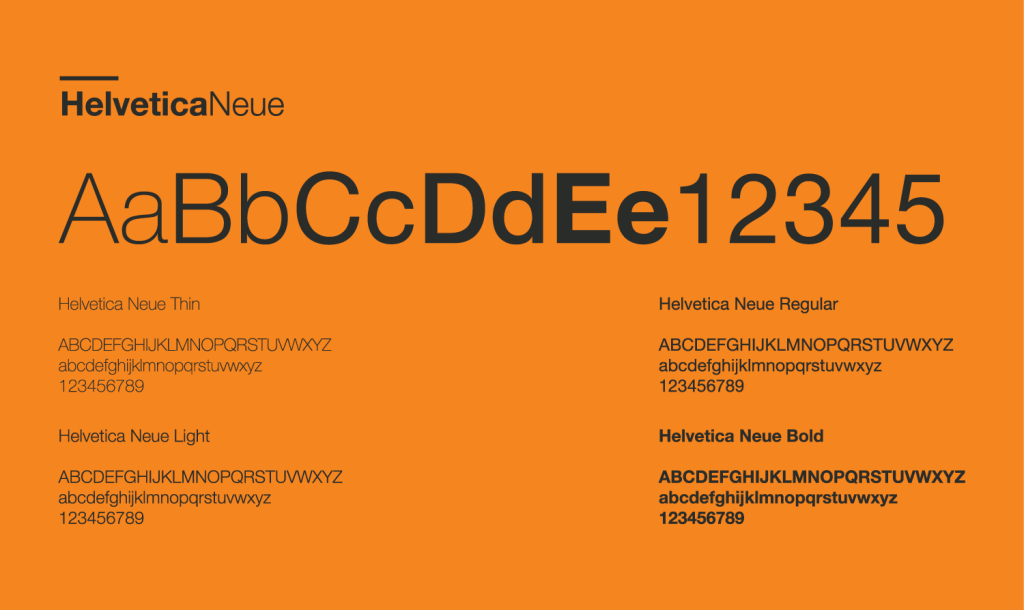 HelveticaNeue
AaBbCcDdEe12345
Helvetica Neue Thin
ABCDEFGHIJKLMNOPQRSTUVWXYZ
abcdefghijklmnopqrstuvwxyz
123456789
Helvetica Neue Light
ABCDEFGHIJKLMNOPQRSTUVWXYZ
abcdefghijklmnopqrstuvwxyz
123456789
Helvetica Neue Regular
ABCDEFGHIJKLMNOPQRSTUVWXYZ
abcdefghijklmnopqrstuvwxyz
123456789
Helvetica Neue Bold
ABCDEFGHIJKLMNOPQRSTUVWXYZ
abcdefghijklmnopqrstuvwxyz
123456789